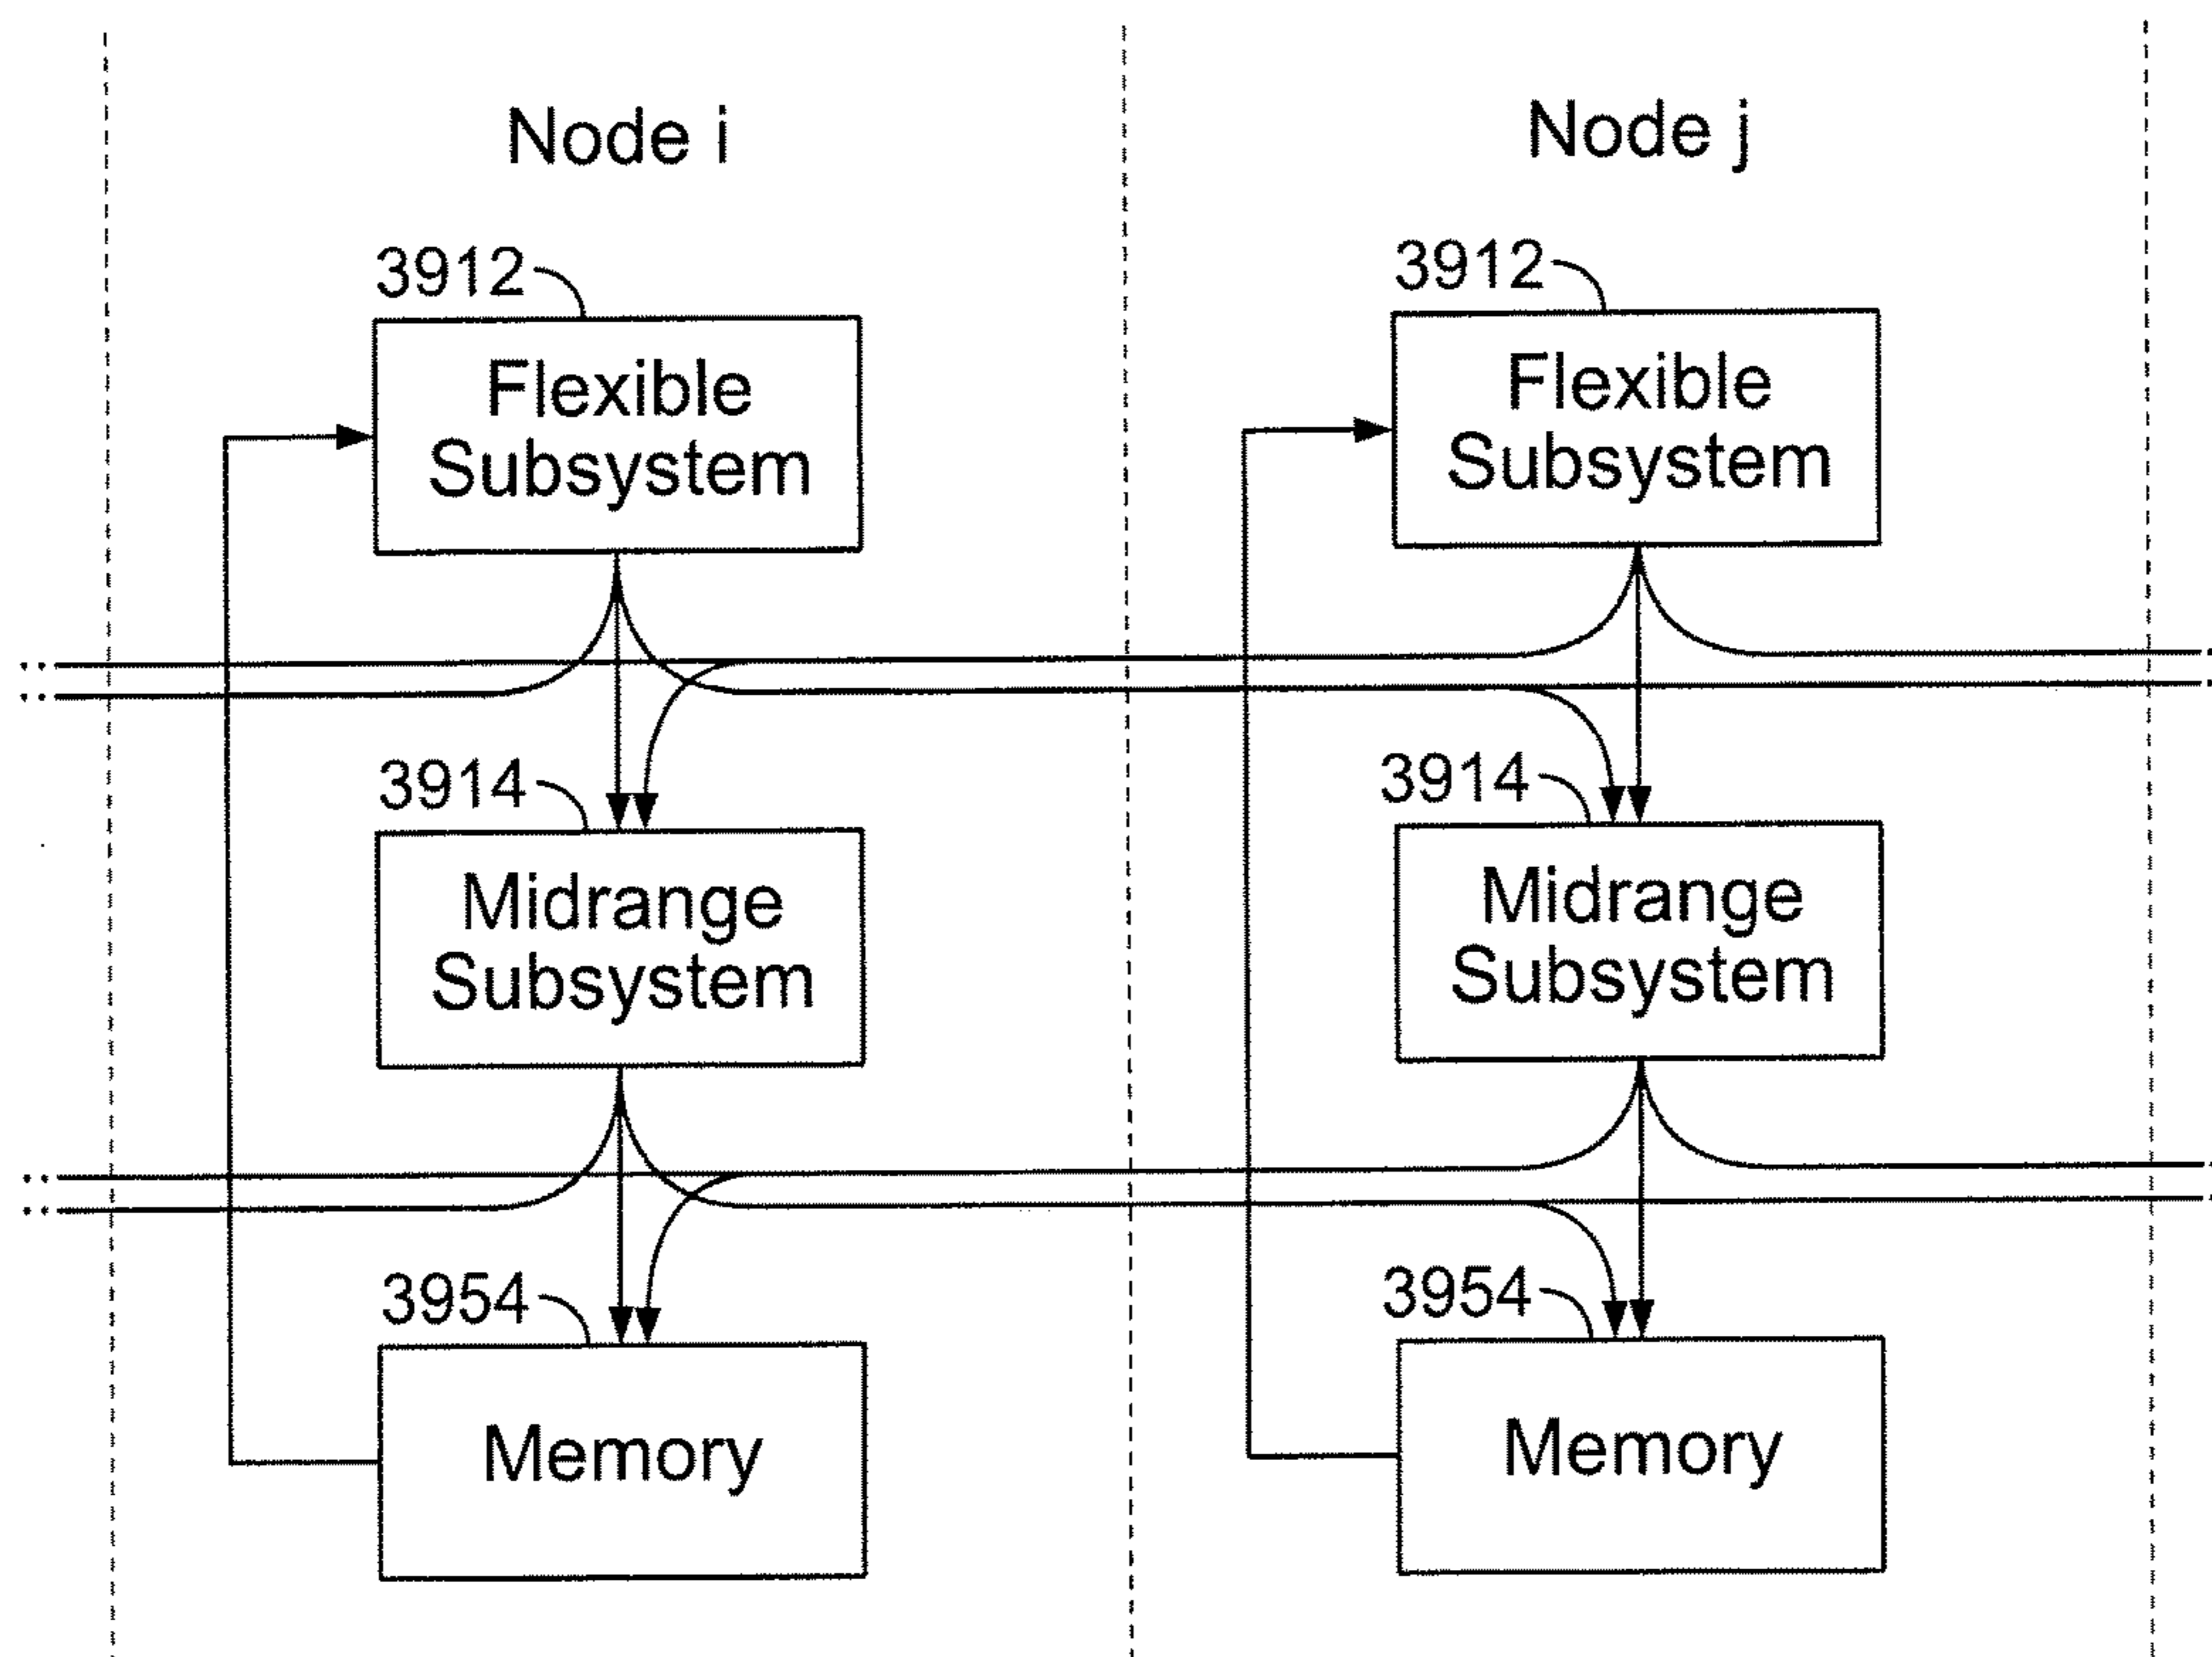 Node i
Node j
3912
3912
Flexible
Subsystem
Flexible
Subsystem
3914
3914
Midrange
Subsystem
Midrange
Subsystem
3954
3954
Memory
Memory